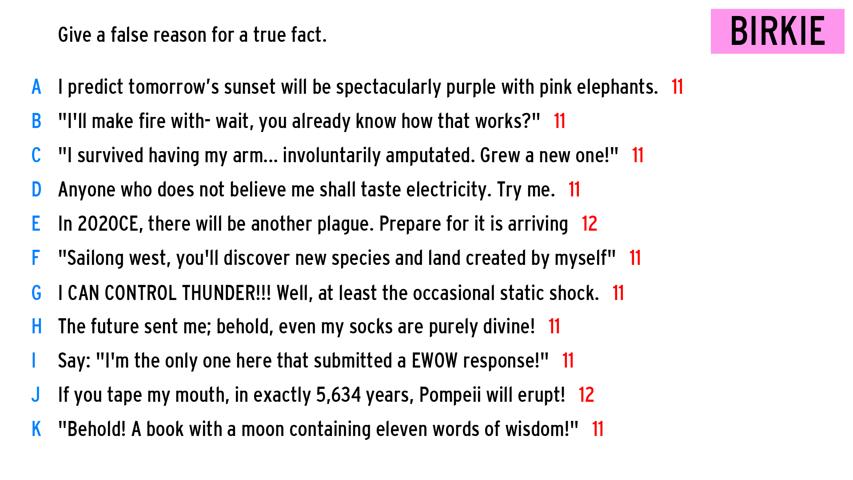 Give a false reason for a true fact.
BIRKIE
A I predict tomorrow's sunset will be spectacularly purple with pink elephants. 11
B "I'll make fire with- wait, you already know how that works?" 11
C "I survived having my arm... involuntarily amputated. Grew a new one!" 11
D Anyone who does not believe me shall taste electricity. Try me. 11
E In 2020CE, there will be another plague. Prepare for it is arriving 12
F "Sailong west, you'll discover new species and land created by myself" 11
G I CAN CONTROL THUNDER!!! Well, at least the occasional static shock. 11
H The future sent me; behold, even my socks are purely divine! 11
I Say: "I'm the only one here that submitted a EWOW response!" 11
J If you tape my mouth, in exactly 5,634 years, Pompeii will erupt! 12
K "Behold! A book with a moon containing eleven words of wisdom!" 11